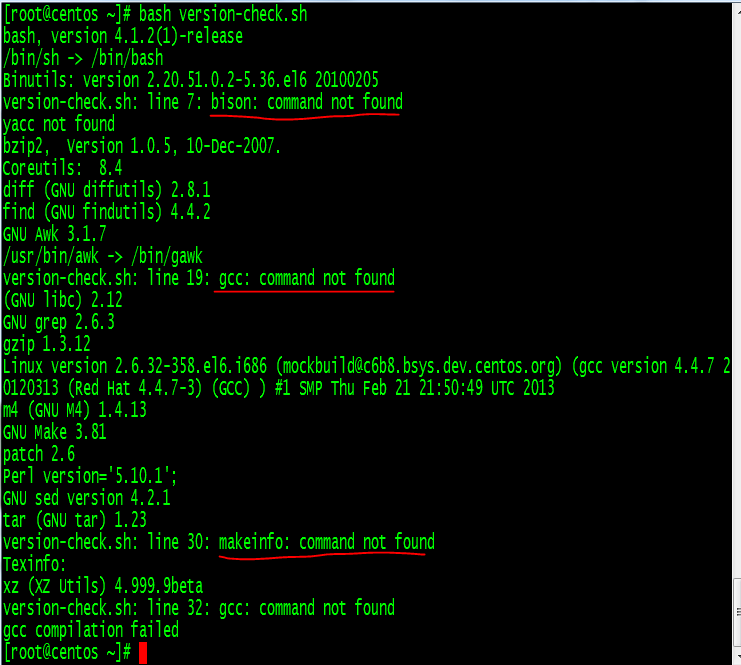 [root@centos ~]# bash version-check.sh
bash, version 4.1.2(1)-release
/bin/sh -> /bin/bash
Binutils: version 2.20.51.0.2-5.36.el6 20100205
version-check.sh: line 7: bison: command not found
yacc not found
bzip2,  Version 1.0.5, 10-Dec-2007.
Coreutils:  8.4
diff (GNU diffutils) 2.8.1
find (GNU findutils) 4.4.2
GNU Awk 3.1.7
/usr/bin/awk -> /bin/gawk
version-check.sh: line 19: gcc: command not found
(GNU libc) 2.12
GNU grep 2.6.3
gzip 1.3.12
Linux version 2.6.32-358.el6.i686 (mockbuild@c6b8.bsys.dev.centos.org) (gcc version 4.4.7 2
0120313 (Red Hat 4.4.7-3) (GCC) ) #1 SMP Thu Feb 21 21:50:49 UTC 2013
m4 (GNU M4) 1.4.13
GNU Make 3.81
patch 2.6
Perl version='5.10.1';
GNU sed version 4.2.1
tar (GNU tar) 1.23
version-check.sh: line 30: makeinfo: command not found
Texinfo:
xz (XZ Utils) 4.999.9beta
version-check.sh: line 32: gcc: command not found
gcc compilation failed
[root@centos ~]#